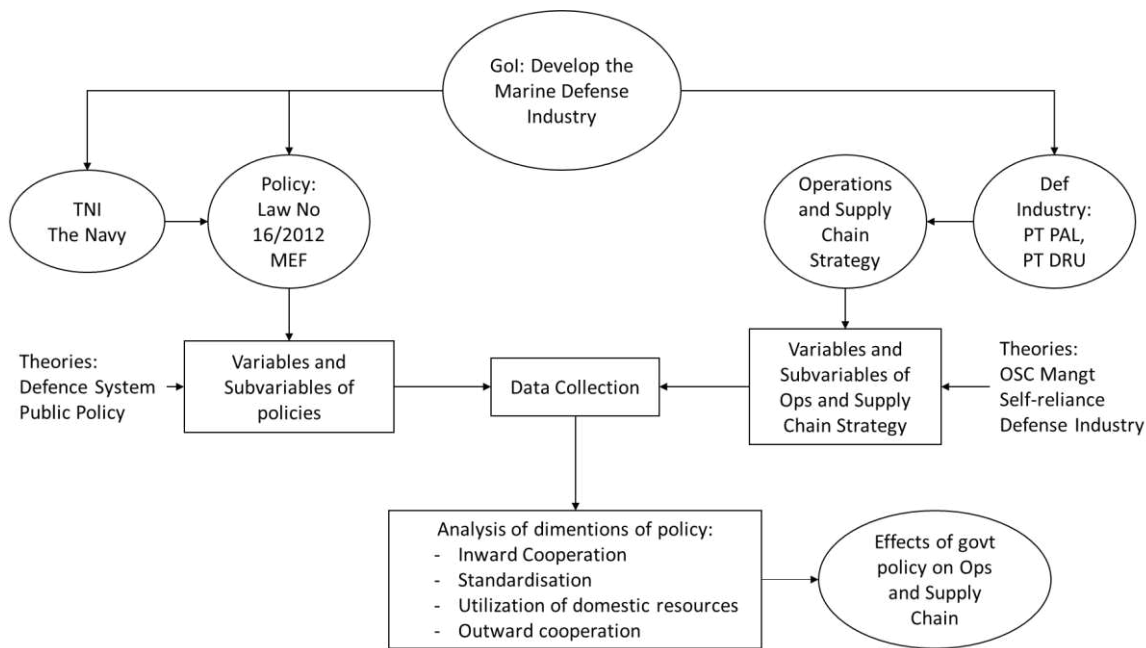 GoI: Develop the
Marine Defense
Industry
TNI
The Navy
Policy:
Law No
16/2012
MEF
Operations
and Supply
Chain
Strategy
Def
Industry:
PT PAL,
PT DRU
Theories:
Defence System
Public Policy
Variables and
Subvariables of
policies
Data Collection
Variables and
Subvariables of
Ops and Supply
Chain Strategy
Theories:
OSC Mangt
Self-reliance
Defense Industry
Analysis of dimentions of policy:
- Inward Cooperation
- Standardisation
- Utilization of domestic resources
- Outward cooperation
Effects of govt
policy on Ops
and Supply
Chain